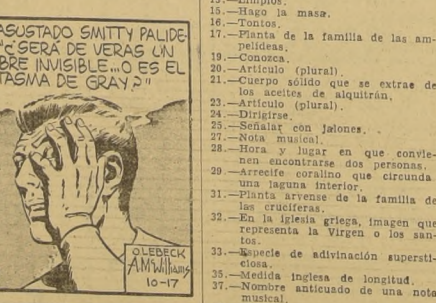 ASUSTADO SMITTY PALIDE-
"¿SERÁ DE VERAS UN
BRE INVISIBLE...O ES EL
TASMA DE GRAY?"
OLEBECK
A.McWilliams
10-17
15.—Hago la masa.
16.—Tontos.
17.—Planta de la familia de las am-
pelídeas.
19.—Conozca.
20.—Artículo (plural).
21.—Cuerpo sólido que se extrae de
los aceites de alquitrán.
23.—Artículo (plural).
24.—Dirigirse.
25.—Señalar con jalones.
27.—Nota musical.
28.—Hora y lugar en que convie-
nen encontrarse dos personas.
29.—Arrecife coralino que circunda
una laguna interior.
31.—Planta arvense de la familia de
las crucíferas.
32.—En la iglesia griega, imagen que
representa la Virgen o los san-
tos.
33.—Especie de adivinación supersti-
ciosa.
35.—Medida inglesa de longitud.
37.—Nombre anticuado de una nota
musical.